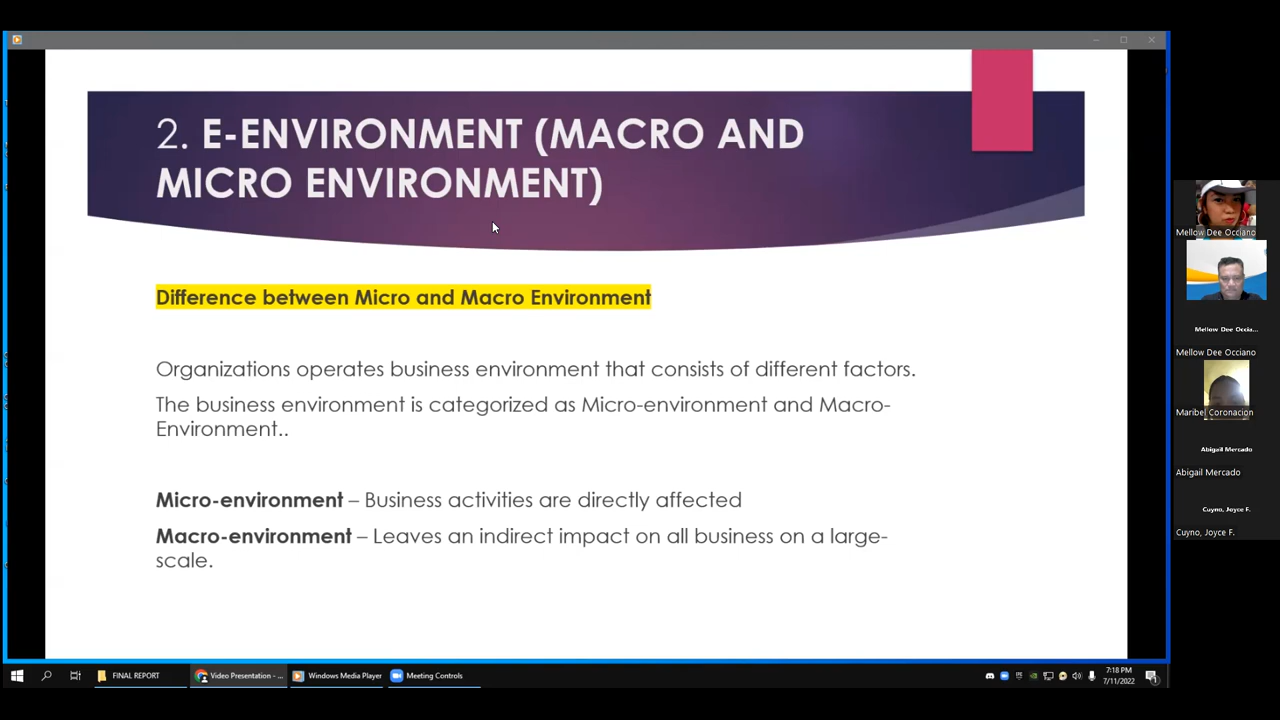 2. E-ENVIRONMENT (MACRO AND
MICRO ENVIRONMENT)
Difference between Micro and Macro Environment
Organizations operates business environment that consists of different factors.
The business environment is categorized as Micro-environment and Macro-
Environment..
Micro-environment – Business activities are directly affected
Macro-environment – Leaves an indirect impact on all business on a large-
scale.
Mellow Dee Occiano
Mellow Dee Occia...
Mellow Dee Occiano
Maribel Coronacion
Abigail Mercado
Abigail Mercado
Cuyno, Joyce F.
Cuyno, Joyce F.
FINAL REPORT
Video Presentation - ...
Windows Media Player
Meeting Controls
7:18 PM
7/11/2022